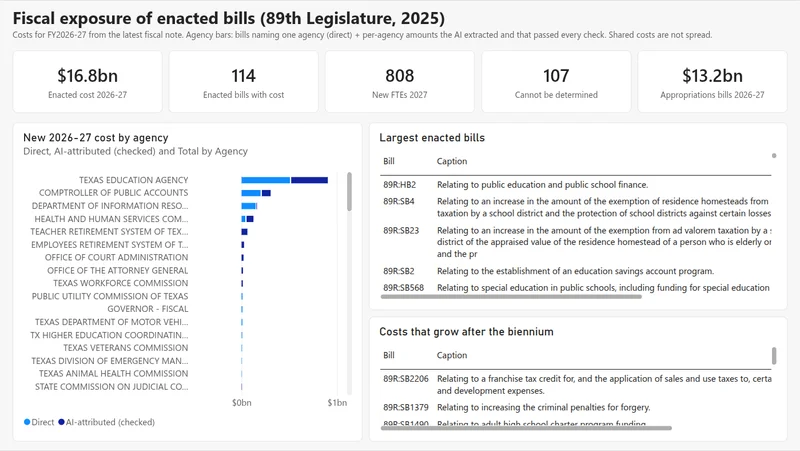 Fiscal exposure of enacted bills (89th Legislature, 2025)
Costs for FY2026-27 from the latest fiscal note. Agency bars: bills naming one agency (direct) + per-agency amounts the AI extracted and that passed every check. Shared costs are not spread.
$16.8bn
Enacted cost 2026-27
114
Enacted bills with cost
808
New FTEs 2027
107
Cannot be determined
$13.2bn
Appropriations bills 2026-27
New 2026-27 cost by agency
Direct, AI-attributed (checked) and Total by Agency
TEXAS EDUCATION AGENCY
COMPTROLLER OF PUBLIC ACCOUNTS
DEPARTMENT OF INFORMATION RESO...
HEALTH AND HUMAN SERVICES COM...
TEACHER RETIREMENT SYSTEM OF TEX...
EMPLOYEES RETIREMENT SYSTEM OF T...
OFFICE OF COURT ADMINISTRATION
OFFICE OF THE ATTORNEY GENERAL
TEXAS WORKFORCE COMMISSION
PUBLIC UTILITY COMMISSION OF TEXAS
GOVERNOR - FISCAL
TEXAS DEPARTMENT OF MOTOR VEHI...
TX HIGHER EDUCATION COORDINATIN...
TEXAS VETERANS COMMISSION
TEXAS DIVISION OF EMERGENCY MAN...
TEXAS ANIMAL HEALTH COMMISSION
STATE COMMISSION ON JUDICIAL CO...
$0bn $1bn
Direct AI-attributed (checked)
Largest enacted bills
Bill Caption
89R:HB2 Relating to public education and public school finance.
89R:SB4 Relating to an increase in the amount of the exemption of residence homesteads from
taxation by a school district and the protection of school districts against certain losses
89R:SB23 Relating to an increase in the amount of the exemption from ad valorem taxation by a s
district of the appraised value of the residence homestead of a person who is elderly or
and the pr
89R:SB2 Relating to the establishment of an education savings account program.
89R:SB568 Relating to special education in public schools, including funding for special education
Costs that grow after the biennium
Bill Caption
89R:SB2206 Relating to a franchise tax credit for, and the application of sales and use taxes to, certa
and development expenses.
89R:SB1379 Relating to increasing the criminal penalties for forgery.
89R:SB1490 Relating to adult high school charter program funding.